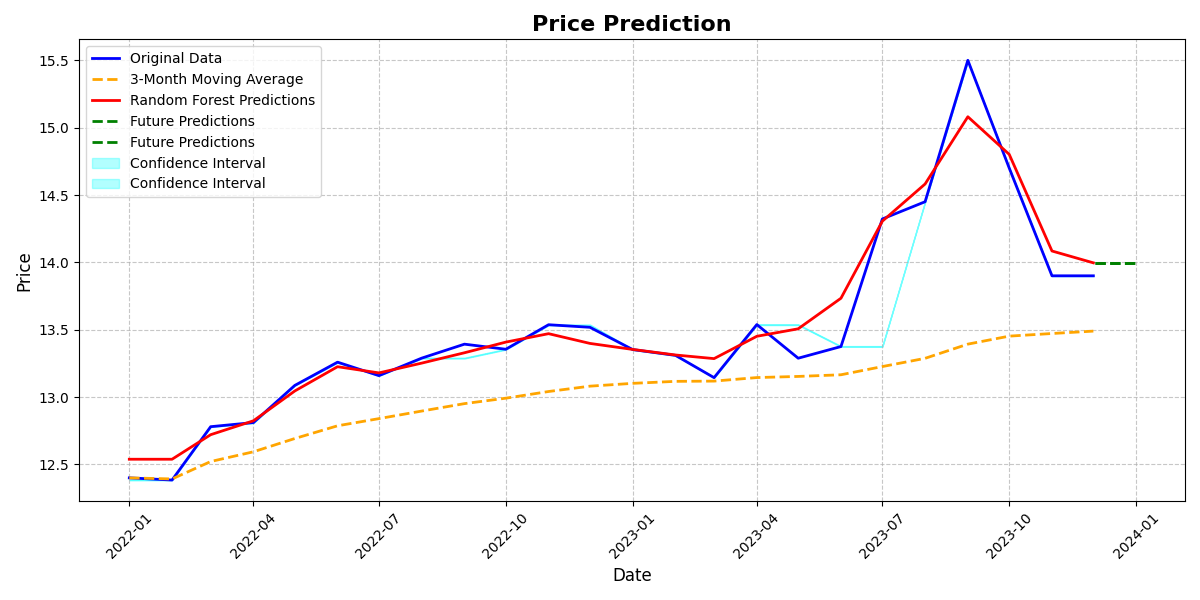 Price Prediction
Original Data
3-Month Moving Average
Random Forest Predictions
Future Predictions
Future Predictions
Confidence Interval
Confidence Interval
Price
15.5
15.0
14.5
14.0
13.5
13.0
12.5
2022-01
2022-04
2022-07
2022-10
2023-01
2023-04
2023-07
2023-10
2024-01
Date